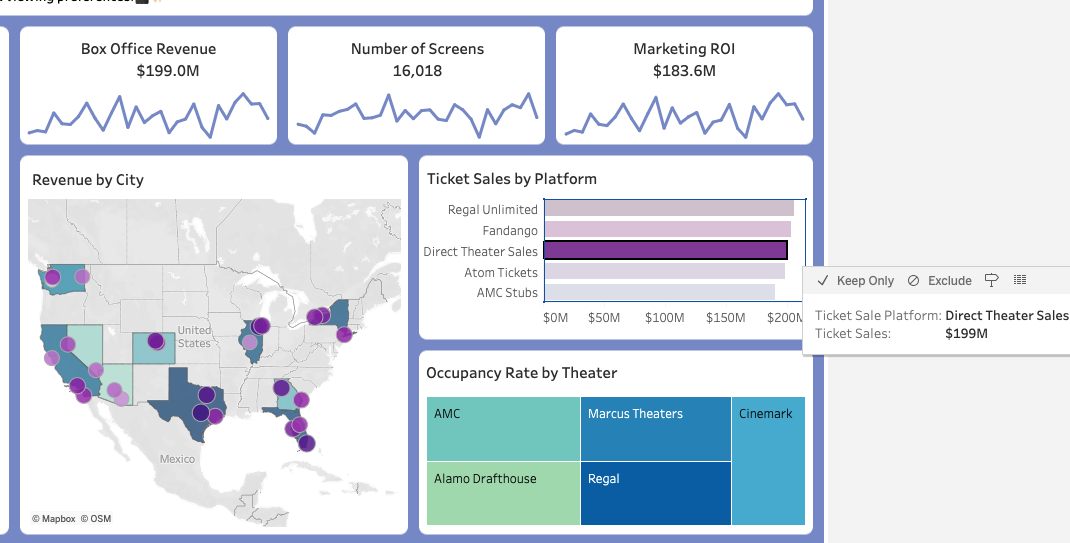 viewing preferences.
Box Office Revenue
$199.0M
Number of Screens
16,018
Marketing ROI
$183.6M
Revenue by City
United
States
Mexico
© Mapbox © OSM
Ticket Sales by Platform
Regal Unlimited
Fandango
Direct Theater Sales
Atom Tickets
AMC Stubs
$0M $50M $100M $150M $200M
Keep Only Exclude
Ticket Sale Platform: Direct Theater Sales
Ticket Sales: $199M
Occupancy Rate by Theater
AMC
Marcus Theaters
Cinemark
Alamo Drafthouse
Regal